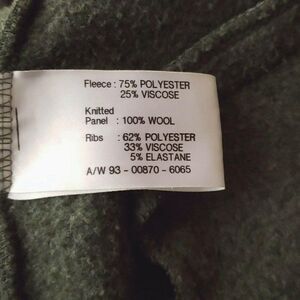 Fleece : 75% POLYESTER
25% VISCOSE
Knitted
Panel : 100% WOOL
Ribs : 62% POLYESTER
33% VISCOSE
5% ELASTANE
A/W 93 - 00870 - 6065